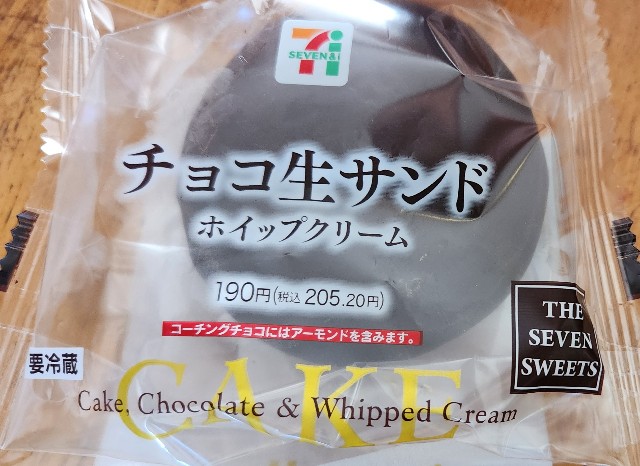 SEVEN&i
チョコ生サンド
ホイップクリーム
190円(税込 205.20円)
コーチングチョコにはアーモンドを含みます。
THE
SEVEN
SWEETS
要冷蔵
CAKE
Cake, Chocolate & Whipped Cream